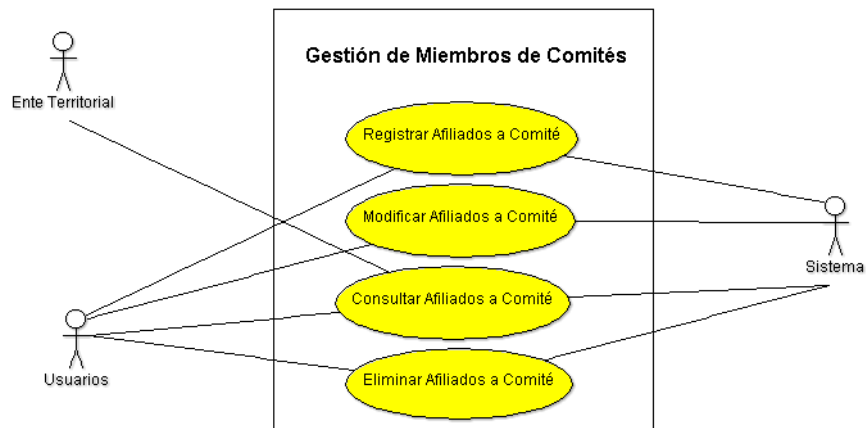 Gestión de Miembros de Comités
Ente Territorial
Registrar Afiliados a Comité
Modificar Afiliados a Comité
Sistema
Consultar Afiliados a Comité
Usuarios
Eliminar Afiliados a Comité